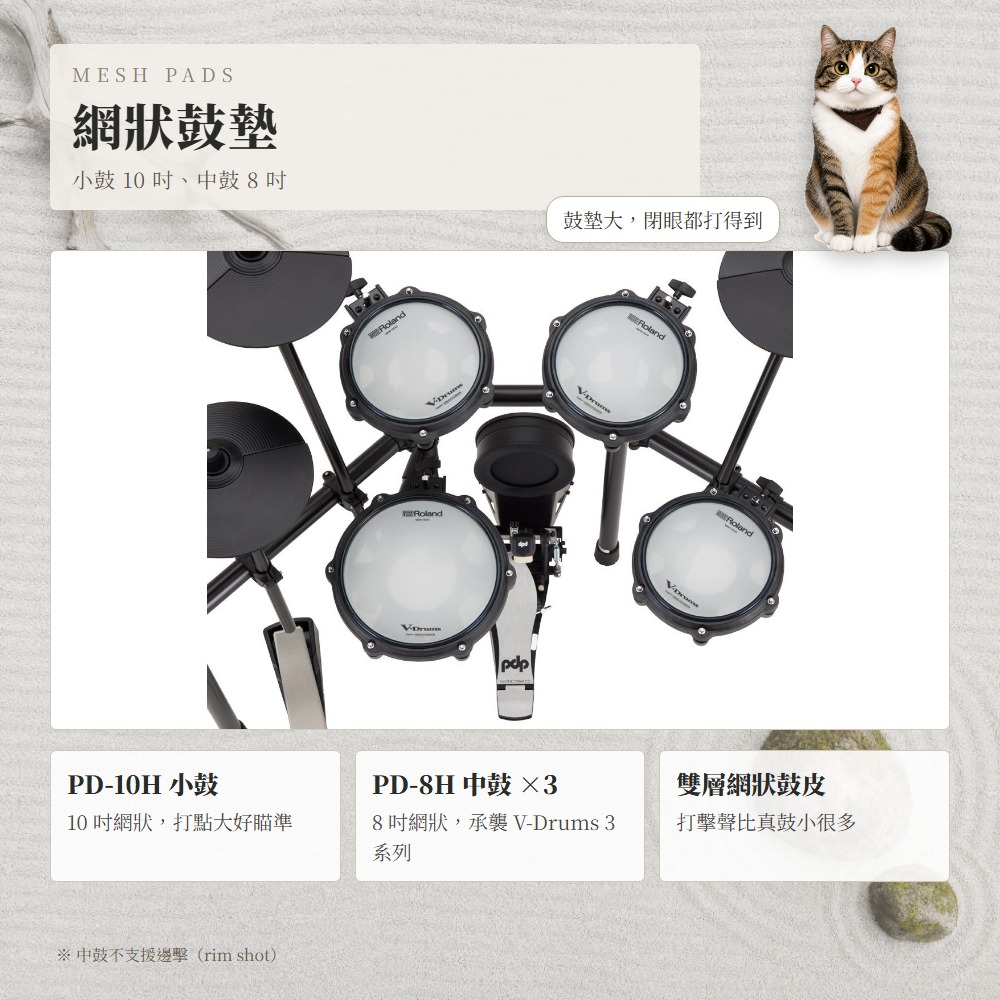 MESH PADS
網狀鼓墊
小鼓 10 吋、中鼓 8 吋
鼓墊大，閉眼都打得到
Roland
V-Drums
Roland
V-Drums
Roland
V-Drums
Roland
V-Drums
pdp
PD-10H 小鼓
10 吋網狀，打點大好瞄準
PD-8H 中鼓 ×3
8 吋網狀，承襲 V-Drums 3
系列
雙層網狀鼓皮
打擊聲比真鼓小很多
※ 中鼓不支援邊擊（rim shot）